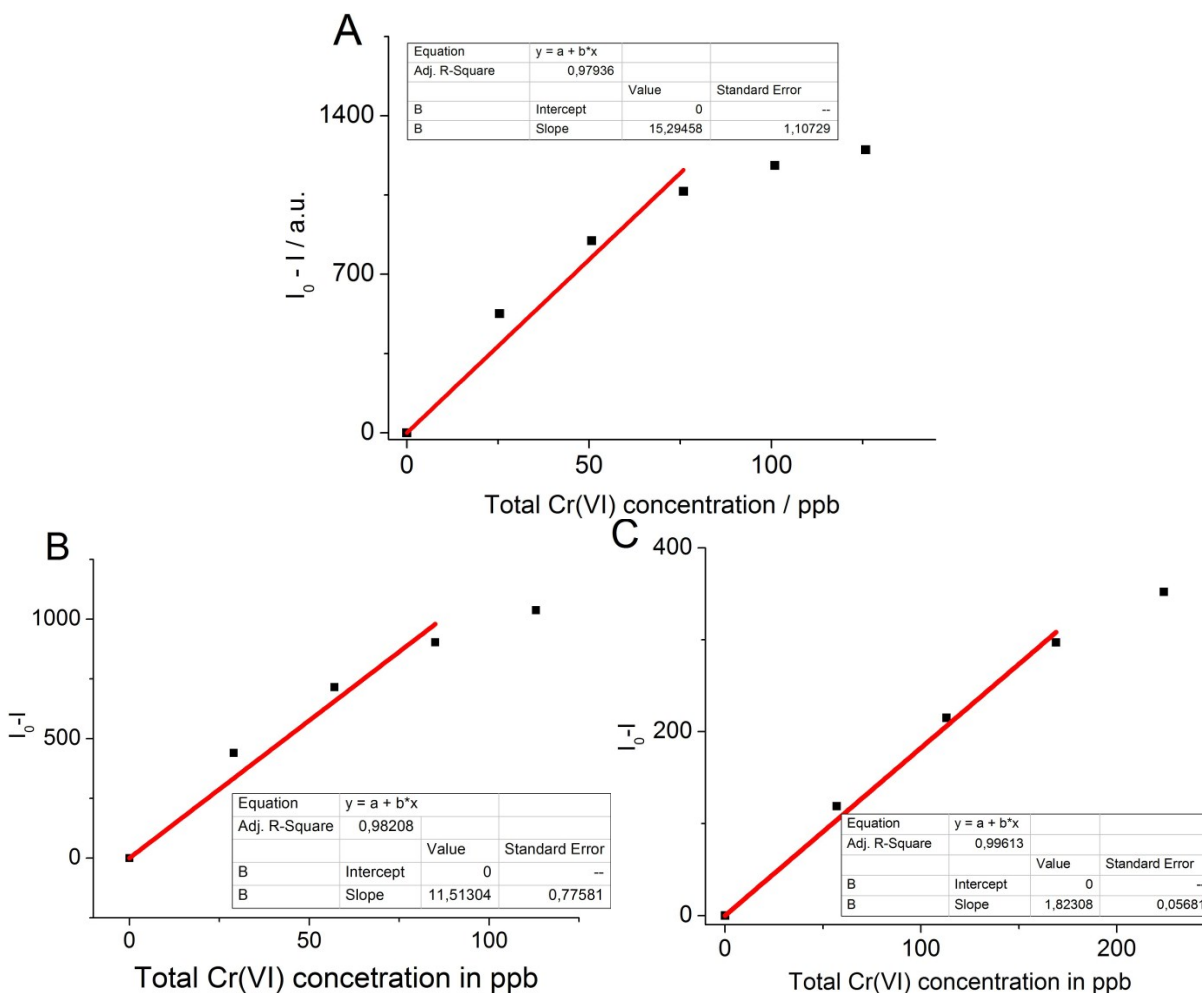 A
Equation y = a + b*x
Adj. R-Square 0,97936
Value Standard Error
B Intercept 0 --
B Slope 15,29458 1,10729
1400
700
0
I0 - I / a.u.
0 50 100
Total Cr(VI) concentration / ppb
B
1000
500
0
I0-I
Equation y = a + b*x
Adj. R-Square 0,98208
Value Standard Error
B Intercept 0 --
B Slope 11,51304 0,77581
0 50 100
Total Cr(VI) concetration in ppb
C
400
200
0
I0-I
Equation y = a + b*x
Adj. R-Square 0,99613
Value Standard Error
B Intercept 0 --
B Slope 1,82308 0,05681
0 100 200
Total Cr(VI) concentration in ppb